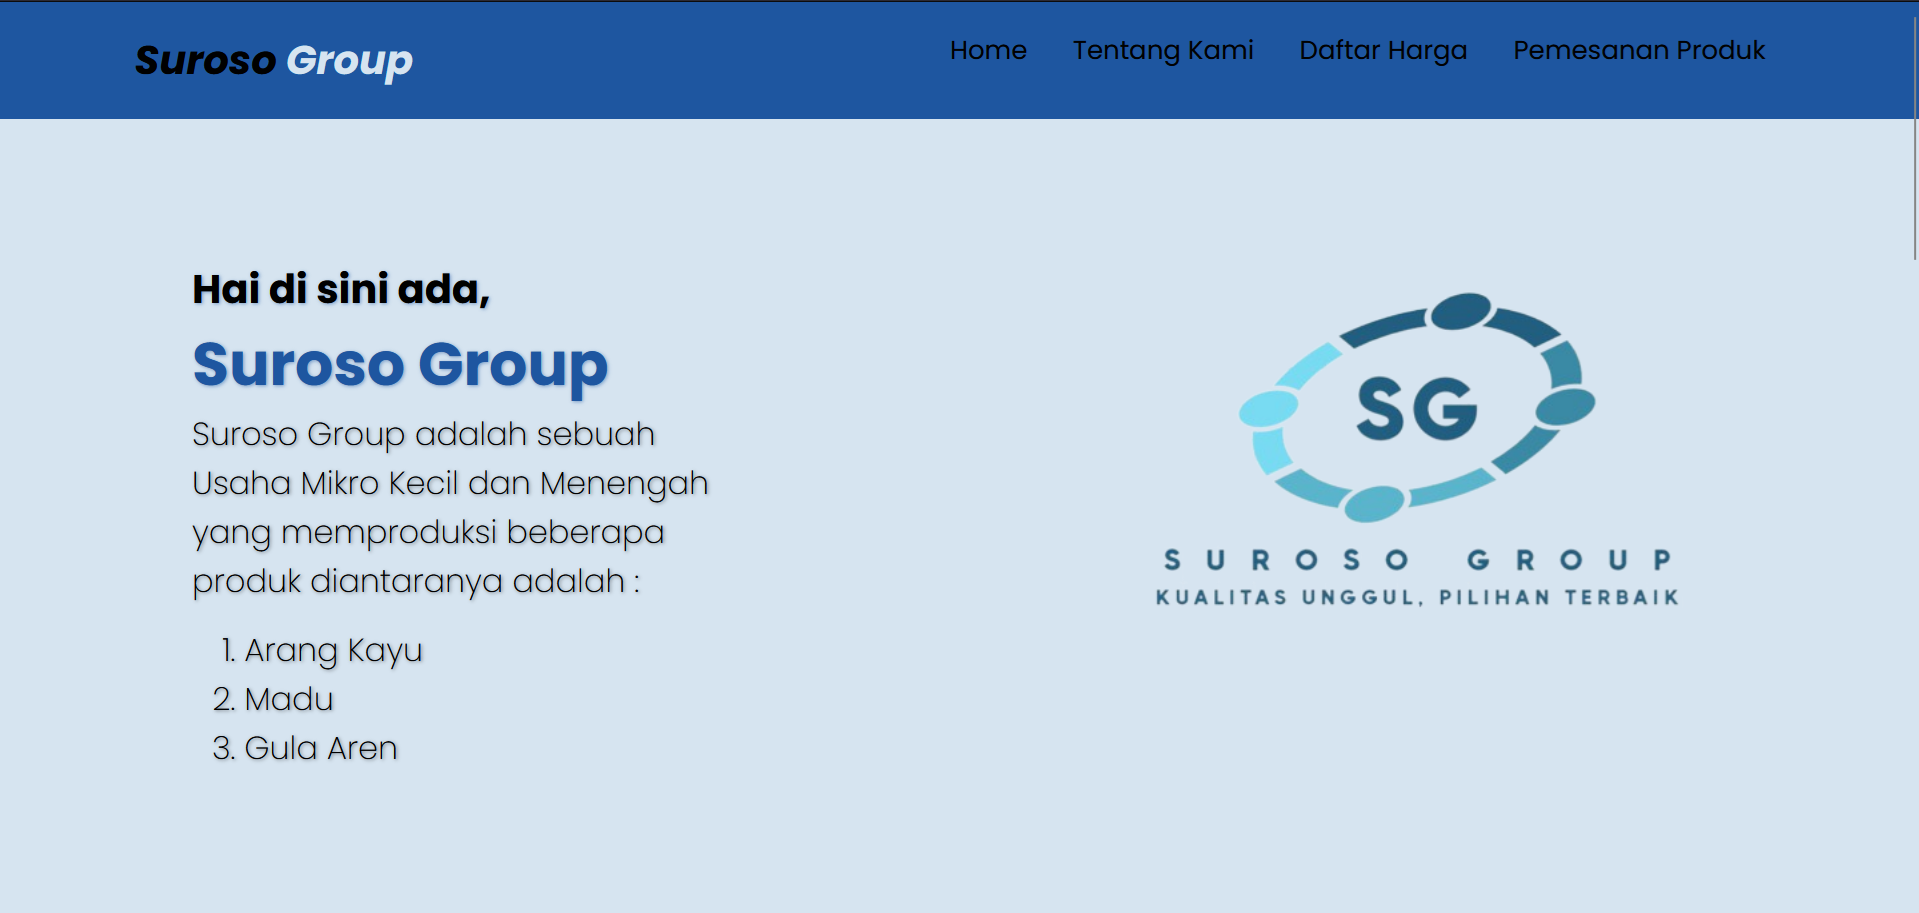 Suroso Group
Home Tentang Kami Daftar Harga Pemesanan Produk
Hai di sini ada,
Suroso Group
Suroso Group adalah sebuah
Usaha Mikro Kecil dan Menengah
yang memproduksi beberapa
produk diantaranya adalah :
1. Arang Kayu
2. Madu
3. Gula Aren
SG
SUROSO GROUP
KUALITAS UNGGUL, PILIHAN TERBAIK